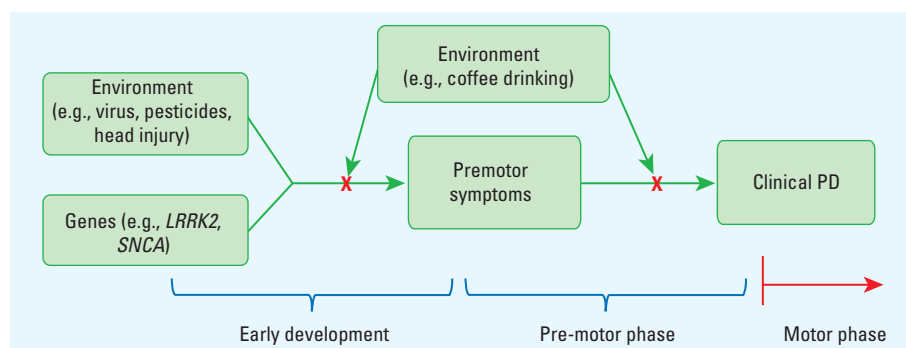 Environment
(e.g., coffee drinking)
Environment
(e.g., virus, pesticides,
head injury)
X
Premotor
symptoms
X
Clinical PD
Genes (e.g., LRRK2,
SNCA)
Early development
Pre-motor phase
Motor phase